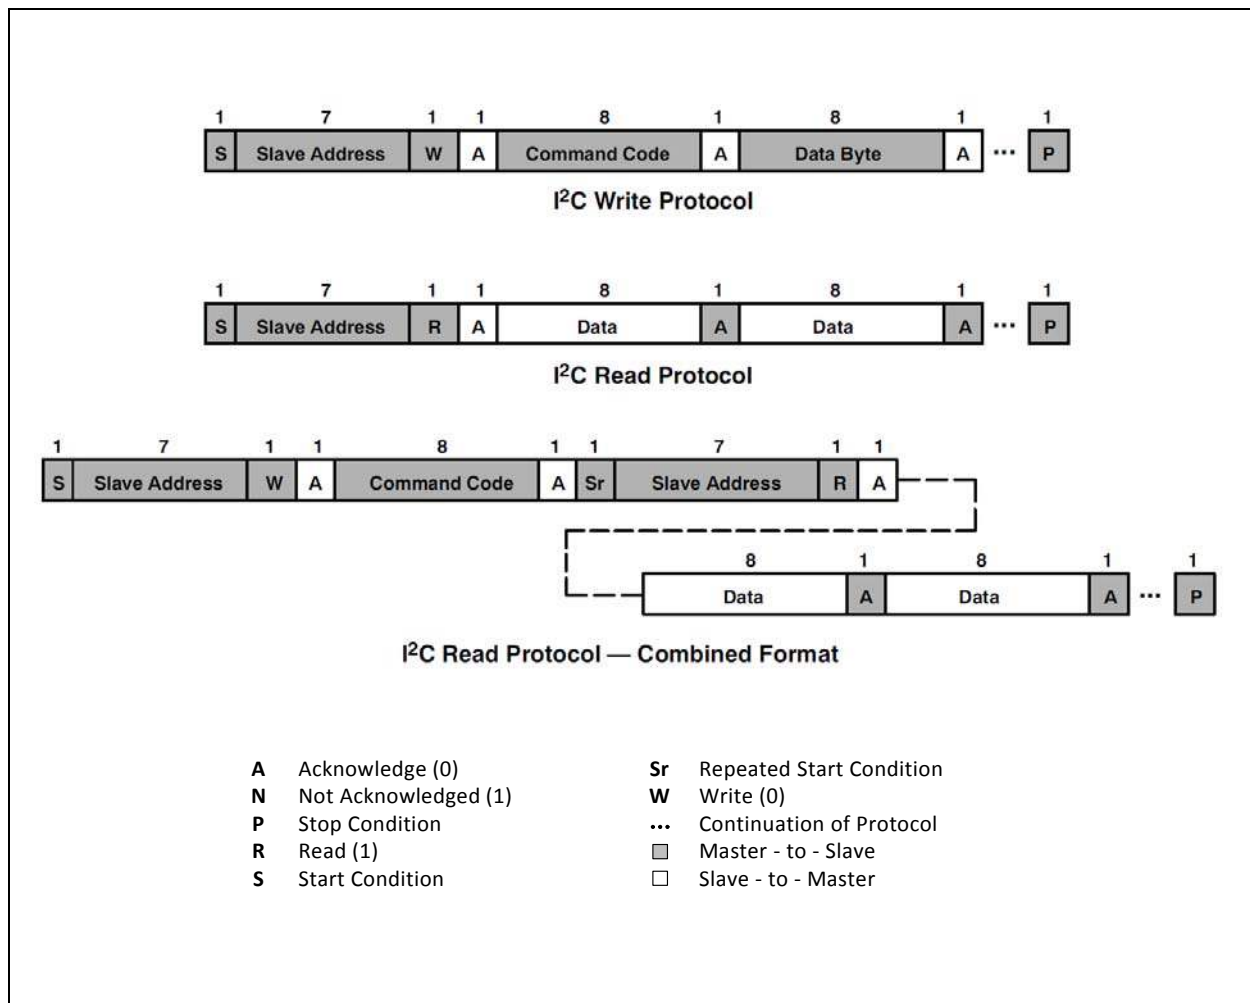 1 7 1 1 8 1 8 1 1
S Slave Address W A Command Code A Data Byte A ... P
I²C Write Protocol
1 7 1 1 8 1 8 1 1
S Slave Address R A Data A Data A ... P
I²C Read Protocol
1 7 1 1 8 1 1 7 1 1
S Slave Address W A Command Code A Sr Slave Address R A
8 1 8 1 1
Data A Data A ... P
I²C Read Protocol — Combined Format
A Acknowledge (0)
N Not Acknowledged (1)
P Stop Condition
R Read (1)
S Start Condition
Sr Repeated Start Condition
W Write (0)
... Continuation of Protocol
Master - to - Slave
Slave - to - Master